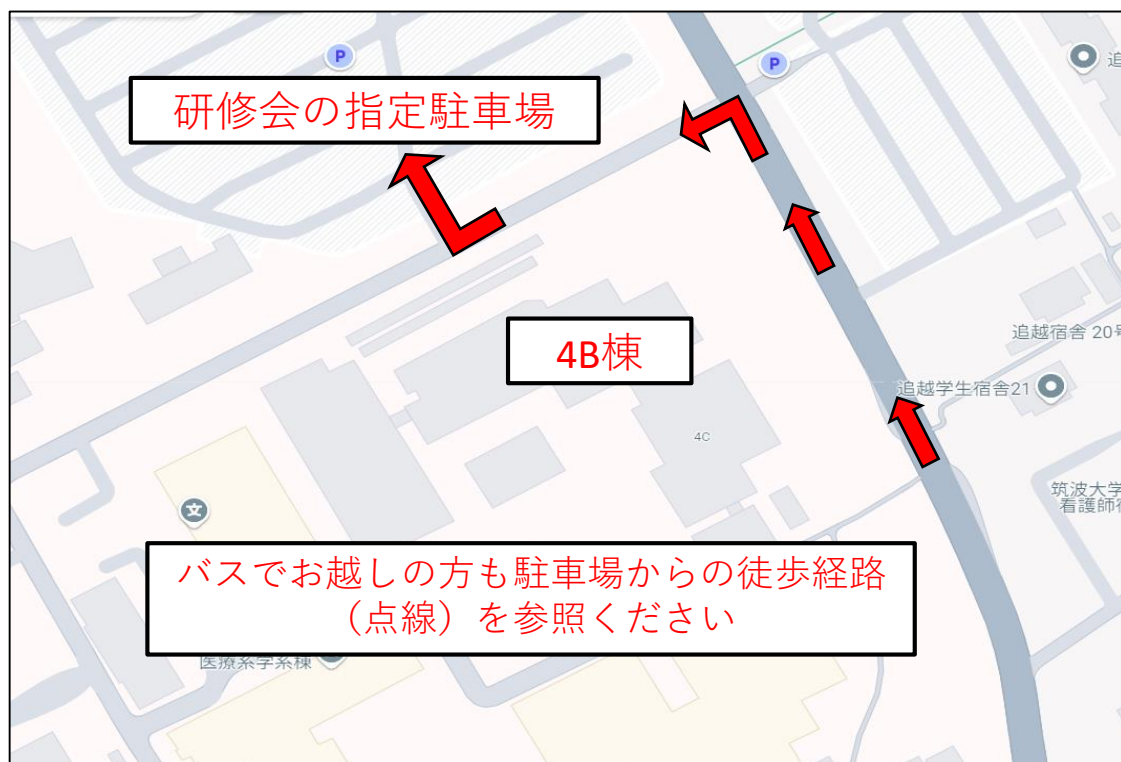 P
P
追
研修会の指定駐車場
4B棟
追越宿舎 20号
追越学生宿舎21
4C
文
筑波大学
看護師宿
バスでお越しの方も駐車場からの徒歩経路
（点線）を参照ください
医療系学系棟